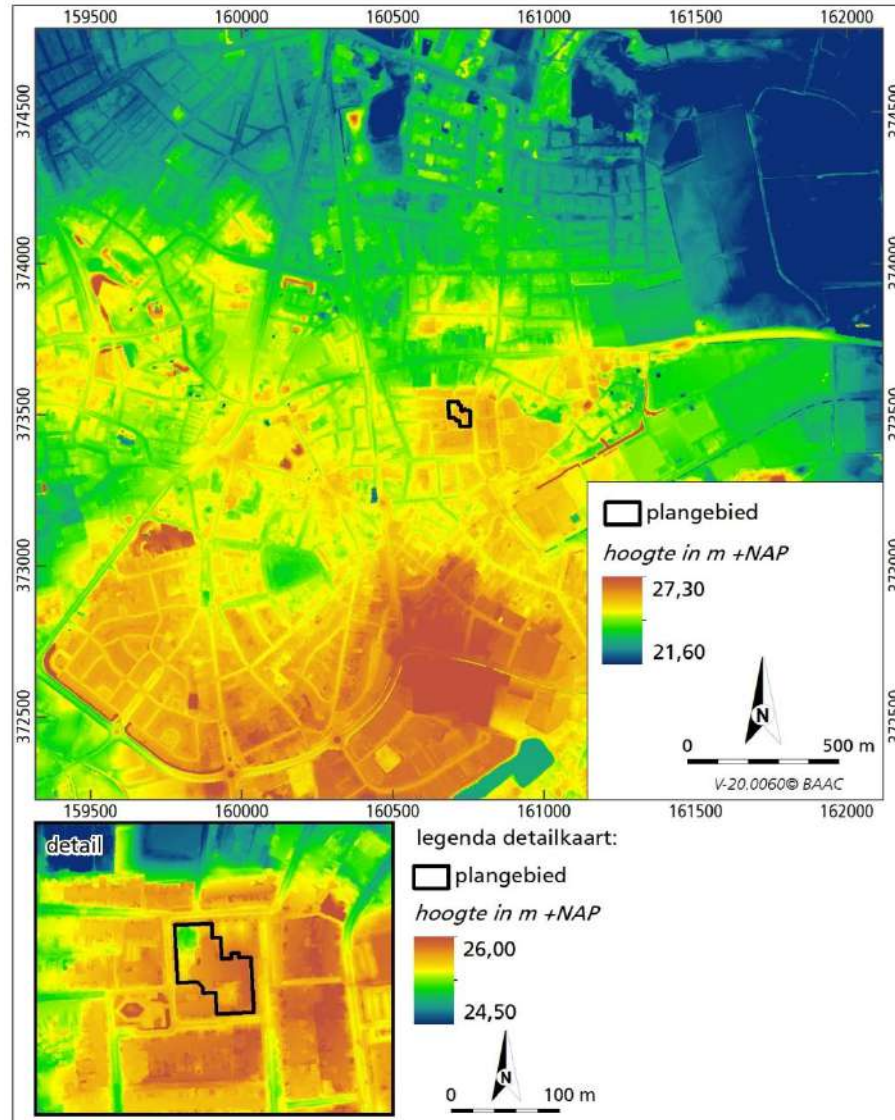 159500 160000 160500 161000 161500 162000
374500 374500
374000 374000
373500 373500
373000 373000
372500 372500
plangebied
hoogte in m +NAP
27,30
21,60
N
0 500 m
V-20.0060© BAAC
159500 160000 160500 161000 161500 162000
detail
legenda detailkaart:
plangebied
hoogte in m +NAP
26,00
24,50
N
0 100 m